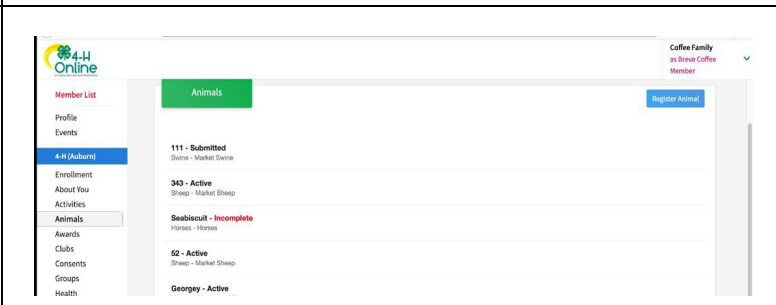 4-H
Online
Coffee Family
as Breve Coffee
Member
Member List
Profile
Events
4-H (Auburn)
Enrollment
About You
Activities
Animals
Awards
Clubs
Consents
Groups
Health
Animals
Register Animal
111 - Submitted
Swine - Market Swine
343 - Active
Sheep - Market Sheep
Seabiscuit - Incomplete
Horses - Horses
52 - Active
Sheep - Market Sheep
Georgey - Active